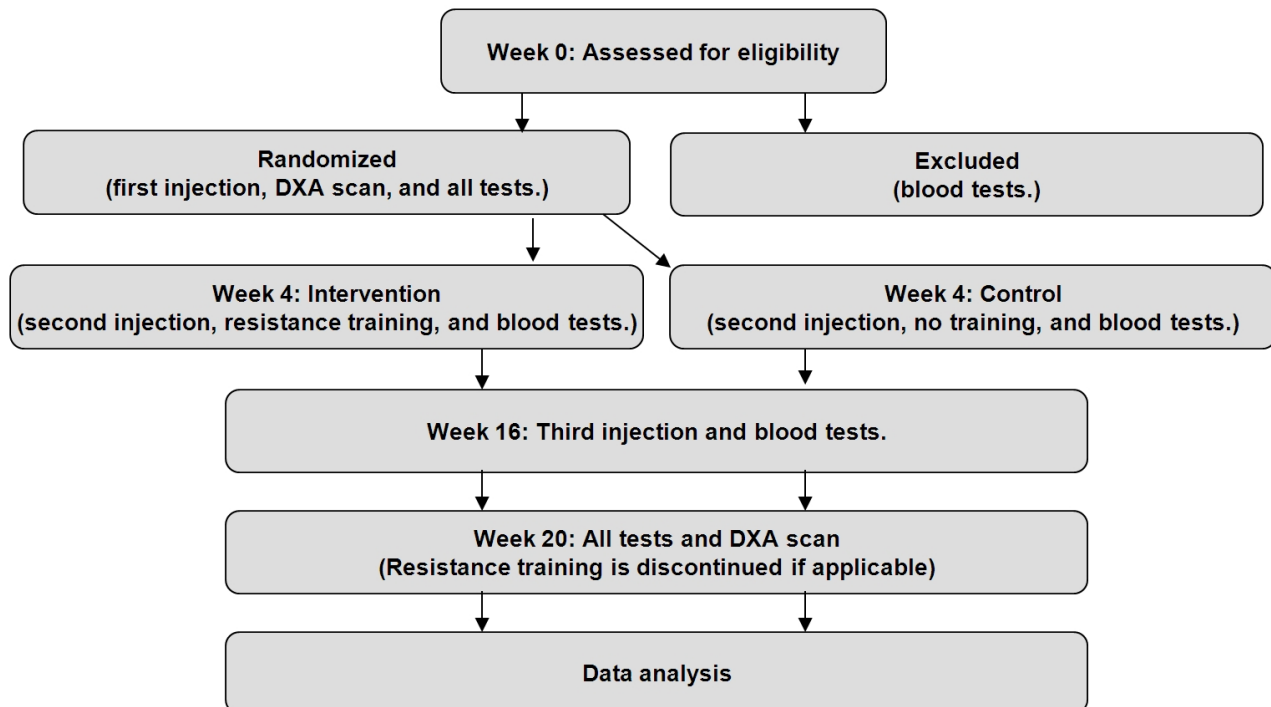 Week 0: Assessed for eligibility
Randomized
(first injection, DXA scan, and all tests.)
Excluded
(blood tests.)
Week 4: Intervention
(second injection, resistance training, and blood tests.)
Week 4: Control
(second injection, no training, and blood tests.)
Week 16: Third injection and blood tests.
Week 20: All tests and DXA scan
(Resistance training is discontinued if applicable)
Data analysis